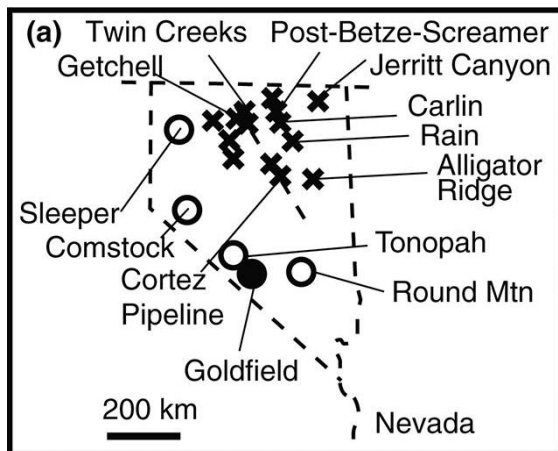 (a)
Twin Creeks
Post-Betze-Screamer
Getchell
Jerritt Canyon
Carlin
Rain
Alligator
Ridge
Sleeper
Comstock
Tonopah
Cortez
Pipeline
Round Mtn
Goldfield
200 km
Nevada